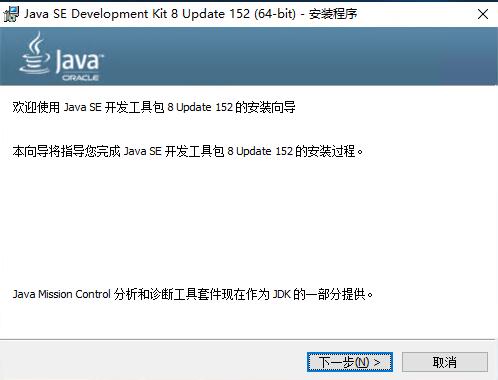 Java SE Development Kit 8 Update 152 (64-bit) - 安装程序
Java
ORACLE
欢迎使用 Java SE 开发工具包 8 Update 152 的安装向导
本向导将指导您完成 Java SE 开发工具包 8 Update 152 的安装过程。
Java Mission Control 分析和诊断工具套件现在作为 JDK 的一部分提供。
下一步(N) >
取消